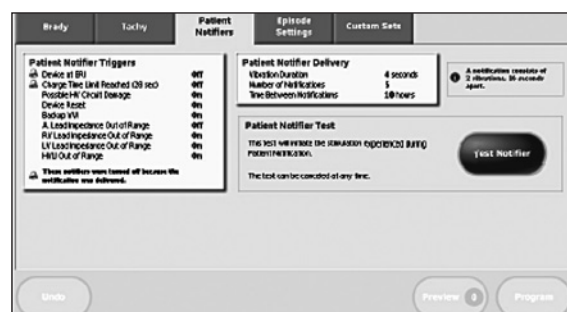 Brady
Tachy
Patient Notifiers
Episode Settings
Custom Sets
Patient Notifier Triggers
Device at ERI Off
Charge Time Limit Reached (28 sec) Off
Possible HV Circuit Damage On
Device Reset On
Backup VVI On
A. Lead Impedance Out of Range Off
RV Lead Impedance Out of Range On
LV Lead Impedance Out of Range On
HVLI Out of Range On
These notifiers were turned off because the
notification was delivered.
Patient Notifier Delivery
Vibration Duration 4 seconds
Number of Notifications 5
Time Between Notifications 10 hours
A notification consists of
2 vibrations, 16 seconds
apart.
Patient Notifier Test
This test will initiate the stimulation experienced during
Patient Notification.
The test can be canceled at any time.
Test Notifier
Undo
Preview
Program